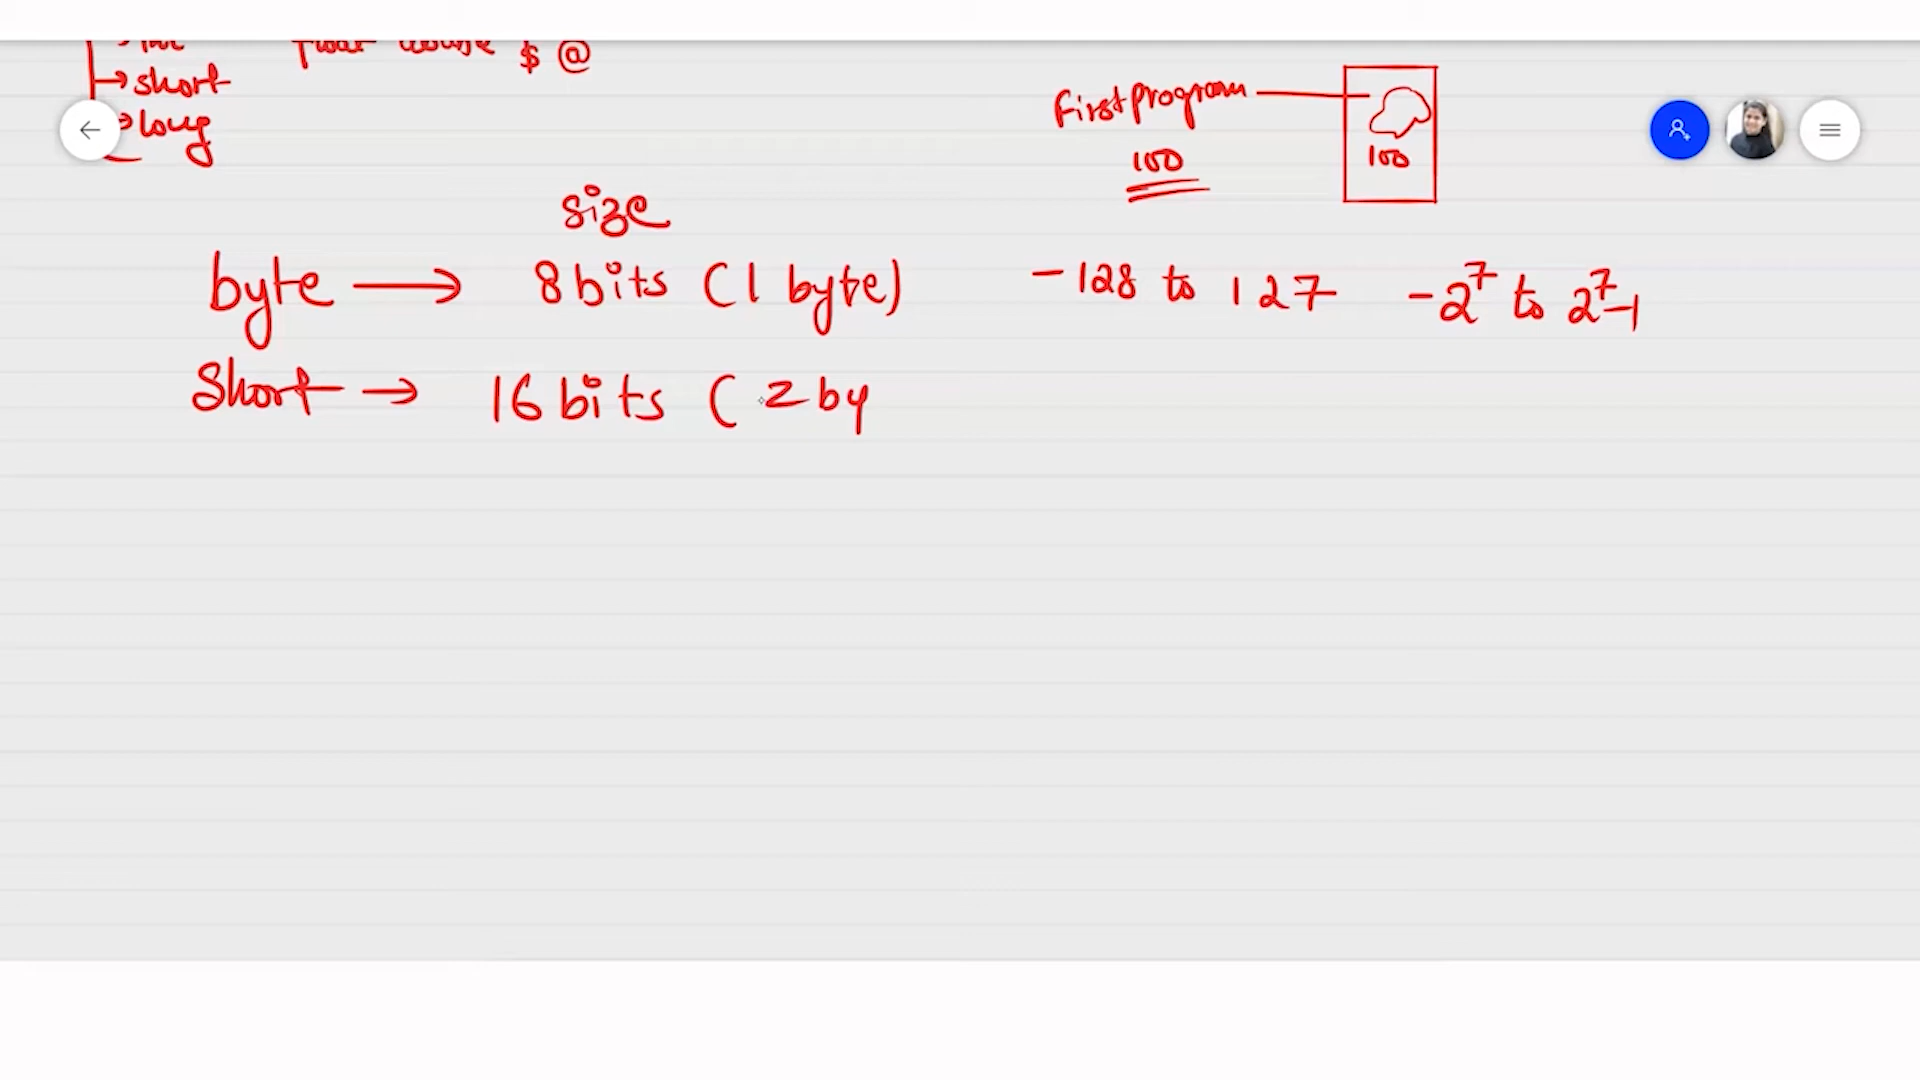 $ @
→ short
→ long
First program
100
100
size
byte → 8 bits (1 byte) -128 to 127 -2⁷ to 2⁷-1
Short → 16 bits ( 2 by